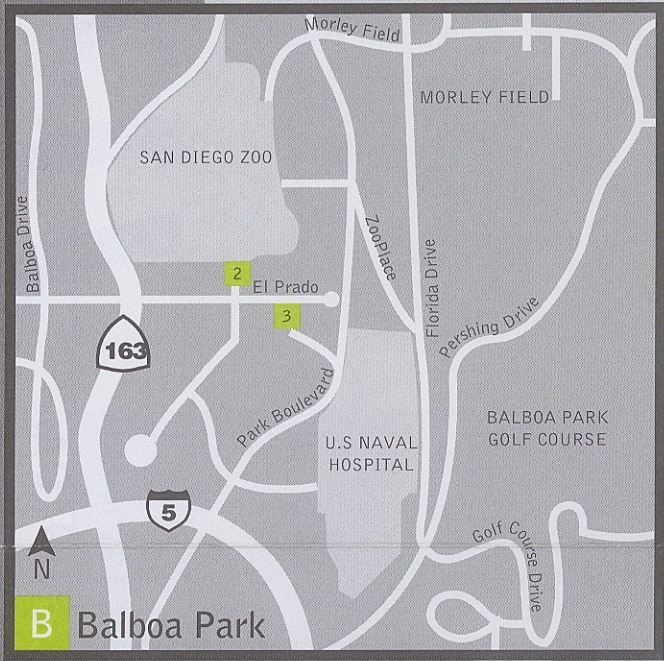 Morley Field
MORLEY FIELD
SAN DIEGO ZOO
Balboa Drive
ZooPlace
Florida Drive
2
El Prado
3
Pershing Drive
163
Park Boulevard
BALBOA PARK
GOLF COURSE
U.S NAVAL
HOSPITAL
5
Golf Course Drive
N
B Balboa Park